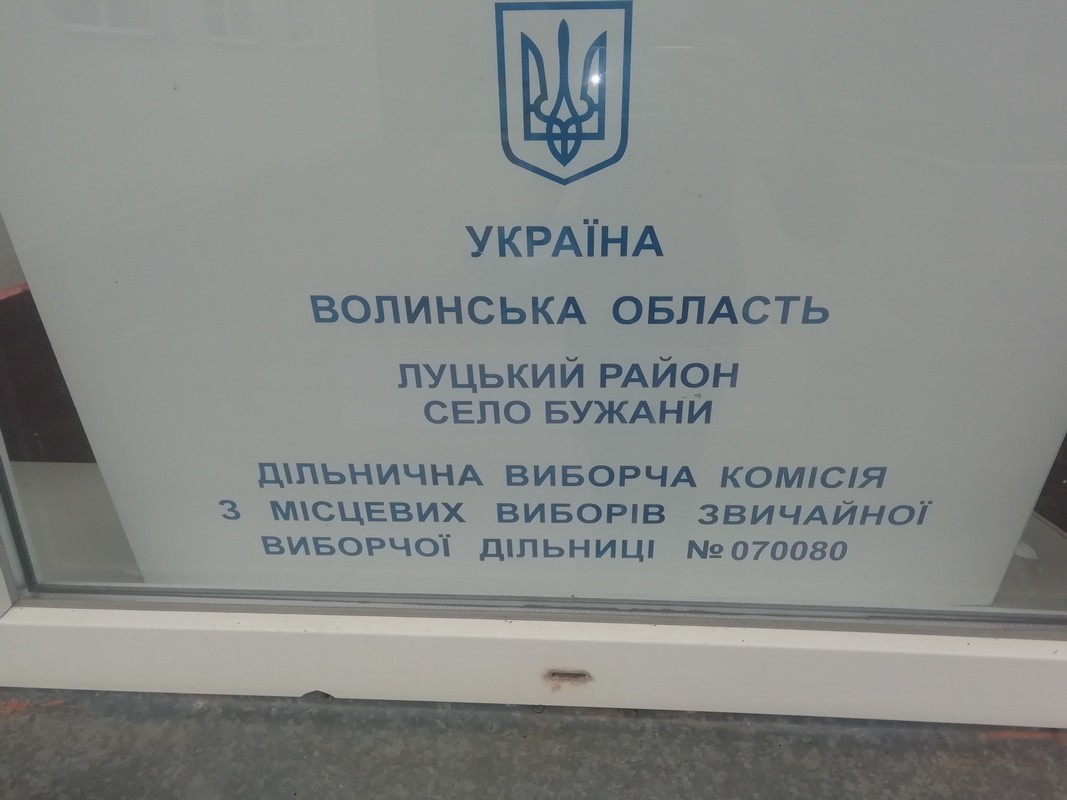 УКРАЇНА
ВОЛИНСЬКА ОБЛАСТЬ
ЛУЦЬКИЙ РАЙОН
СЕЛО БУЖАНИ
ДІЛЬНИЧНА ВИБОРЧА КОМІСІЯ
З МІСЦЕВИХ ВИБОРІВ ЗВИЧАЙНОЇ
ВИБОРЧОЇ ДІЛЬНИЦІ №070080